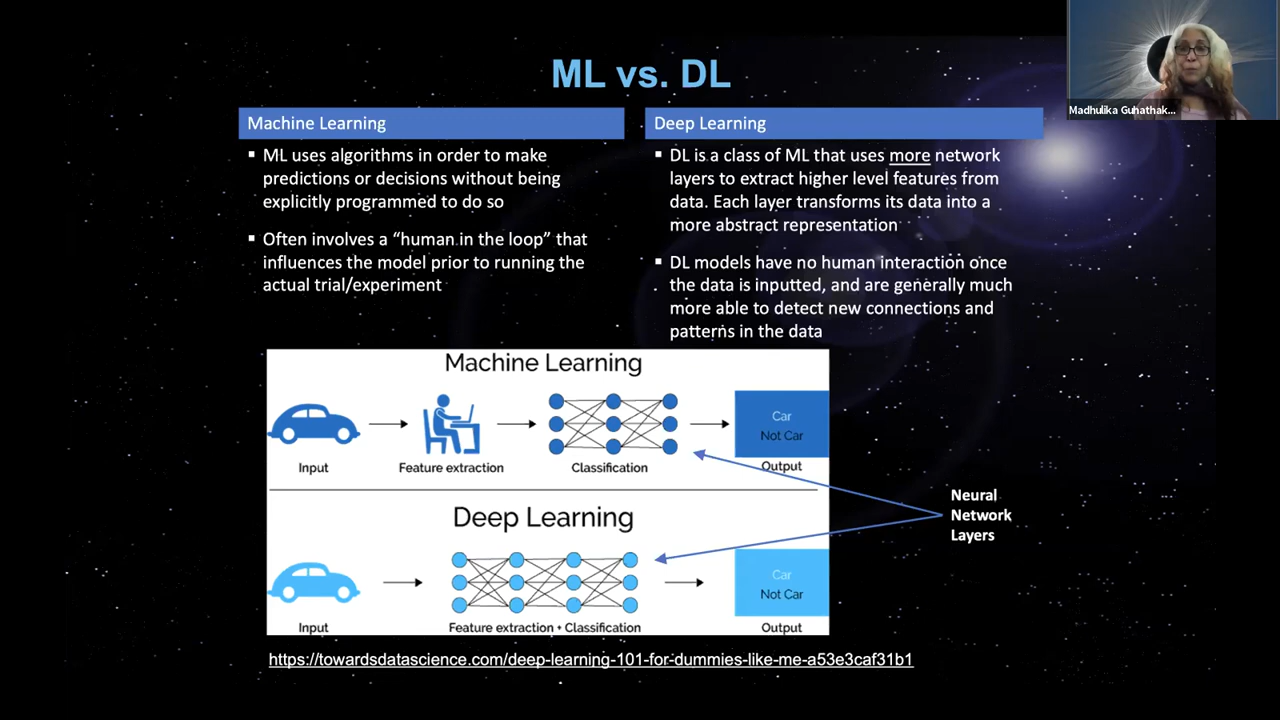 ML vs. DL
Madhulika Guhathak...
Machine Learning
▪ ML uses algorithms in order to make
predictions or decisions without being
explicitly programmed to do so
▪ Often involves a “human in the loop” that
influences the model prior to running the
actual trial/experiment
Deep Learning
▪ DL is a class of ML that uses more network
layers to extract higher level features from
data. Each layer transforms its data into a
more abstract representation
▪ DL models have no human interaction once
the data is inputted, and are generally much
more able to detect new connections and
patterns in the data
Machine Learning
Input
Feature extraction
Classification
Car
Not Car
Output
Deep Learning
Input
Feature extraction + Classification
Car
Not Car
Output
Neural
Network
Layers
https://towardsdatascience.com/deep-learning-101-for-dummies-like-me-a53e3caf31b1